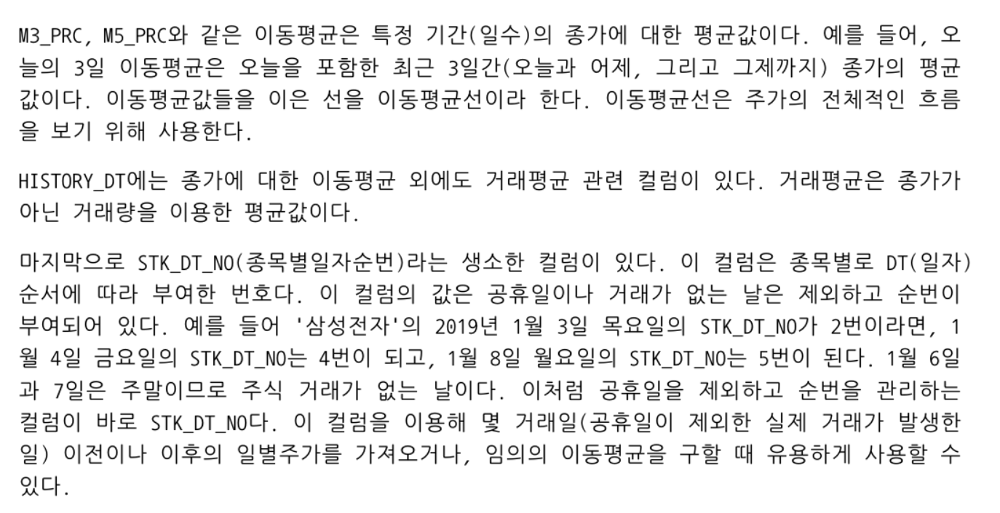 M3_PRC, M5_PRC와 같은 이동평균은 특정 기간(일수)의 종가에 대한 평균값이다. 예를 들어, 오
늘의 3일 이동평균은 오늘을 포함한 최근 3일간(오늘과 어제, 그리고 그제까지) 종가의 평균
값이다. 이동평균값들을 이은 선을 이동평균선이라 한다. 이동평균선은 주가의 전체적인 흐름
을 보기 위해 사용한다.
HISTORY_DT에는 종가에 대한 이동평균 외에도 거래평균 관련 컬럼이 있다. 거래평균은 종가가
아닌 거래량을 이용한 평균값이다.
마지막으로 STK_DT_NO(종목별일자순번)라는 생소한 컬럼이 있다. 이 컬럼은 종목별로 DT(일자)
순서에 따라 부여한 번호다. 이 컬럼의 값은 공휴일이나 거래가 없는 날은 제외하고 순번이
부여되어 있다. 예를 들어 '삼성전자'의 2019년 1월 3일 목요일의 STK_DT_NO가 2번이라면, 1
월 4일 금요일의 STK_DT_NO는 4번이 되고, 1월 8일 월요일의 STK_DT_NO는 5번이 된다. 1월 6일
과 7일은 주말이므로 주식 거래가 없는 날이다. 이처럼 공휴일을 제외하고 순번을 관리하는
컬럼이 바로 STK_DT_NO다. 이 컬럼을 이용해 몇 거래일(공휴일이 제외한 실제 거래가 발생한
일) 이전이나 이후의 일별주가를 가져오거나, 임의의 이동평균을 구할 때 유용하게 사용할 수
있다.